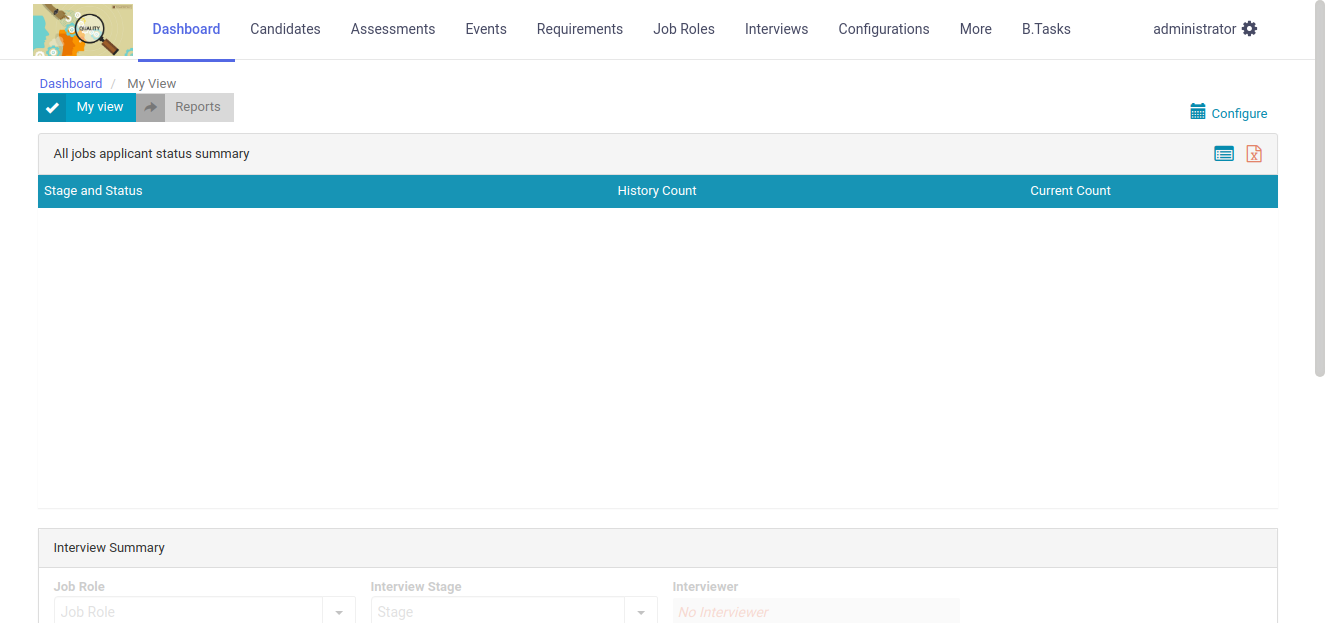 QUALITY
Dashboard Candidates Assessments Events Requirements Job Roles Interviews Configurations More B.Tasks administrator
Dashboard / My View
My view Reports
Configure
All jobs applicant status summary
Stage and Status History Count Current Count
Interview Summary
Job Role Interview Stage Interviewer
Job Role Stage No Interviewer